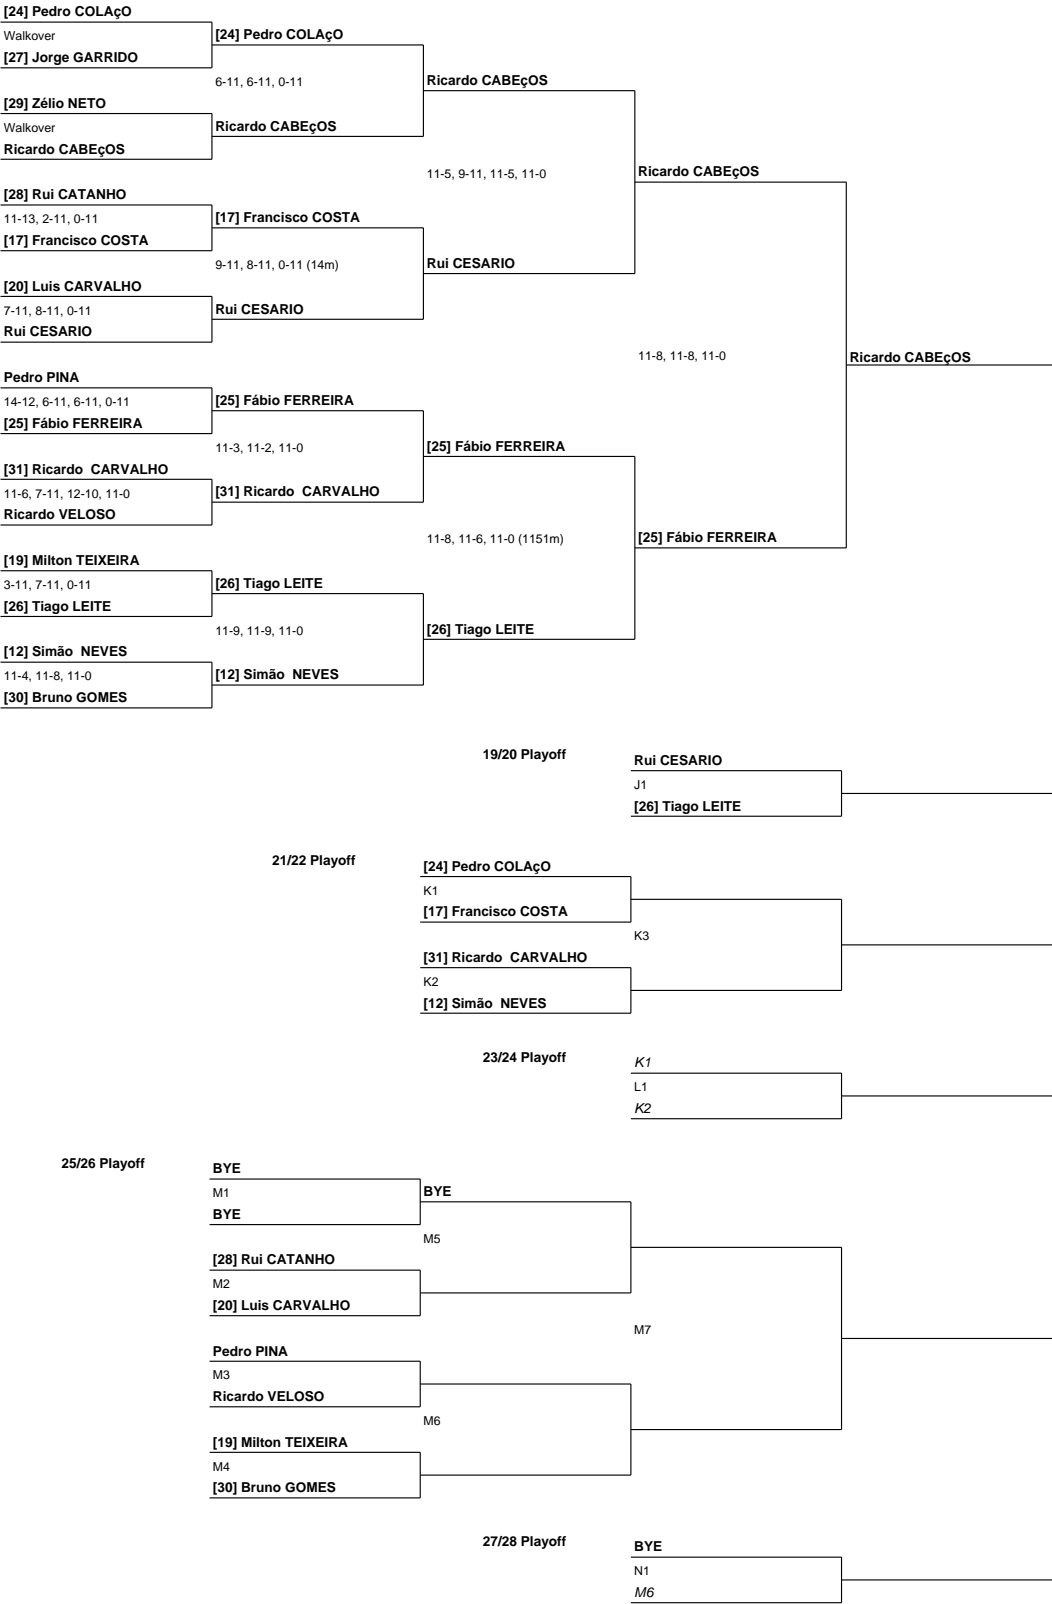 [24] Pedro COLAçO
Walkover
[27] Jorge GARRIDO
[24] Pedro COLAçO
6-11, 6-11, 0-11
Ricardo CABEçOS
[29] Zélio NETO
Walkover
Ricardo CABEçOS
Ricardo CABEçOS
11-5, 9-11, 11-5, 11-0
Ricardo CABEçOS
[28] Rui CATANHO
11-13, 2-11, 0-11
[17] Francisco COSTA
[17] Francisco COSTA
9-11, 8-11, 0-11 (14m)
Rui CESARIO
[20] Luis CARVALHO
7-11, 8-11, 0-11
Rui CESARIO
Rui CESARIO
11-8, 11-8, 11-0
Ricardo CABEçOS
Pedro PINA
14-12, 6-11, 6-11, 0-11
[25] Fábio FERREIRA
[25] Fábio FERREIRA
11-3, 11-2, 11-0
[25] Fábio FERREIRA
[31] Ricardo  CARVALHO
11-6, 7-11, 12-10, 11-0
Ricardo VELOSO
[31] Ricardo  CARVALHO
11-8, 11-6, 11-0 (1151m)
[25] Fábio FERREIRA
[19] Milton TEIXEIRA
3-11, 7-11, 0-11
[26] Tiago LEITE
[26] Tiago LEITE
11-9, 11-9, 11-0
[26] Tiago LEITE
[12] Simão  NEVES
11-4, 11-8, 11-0
[30] Bruno GOMES
[12] Simão  NEVES
19/20 Playoff
Rui CESARIO
J1
[26] Tiago LEITE
21/22 Playoff
[24] Pedro COLAçO
K1
[17] Francisco COSTA
K3
[31] Ricardo  CARVALHO
K2
[12] Simão  NEVES
23/24 Playoff
K1
L1
K2
25/26 Playoff
BYE
M1
BYE
BYE
M5
[28] Rui CATANHO
M2
[20] Luis CARVALHO
M7
Pedro PINA
M3
Ricardo VELOSO
M6
[19] Milton TEIXEIRA
M4
[30] Bruno GOMES
27/28 Playoff
BYE
N1
M6